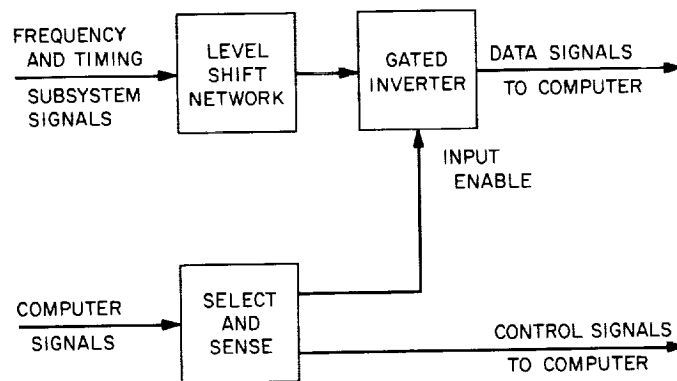 FREQUENCY
AND TIMING
SUBSYSTEM
SIGNALS
LEVEL
SHIFT
NETWORK
GATED
INVERTER
DATA SIGNALS
TO COMPUTER
INPUT
ENABLE
COMPUTER
SIGNALS
SELECT
AND
SENSE
CONTROL SIGNALS
TO COMPUTER